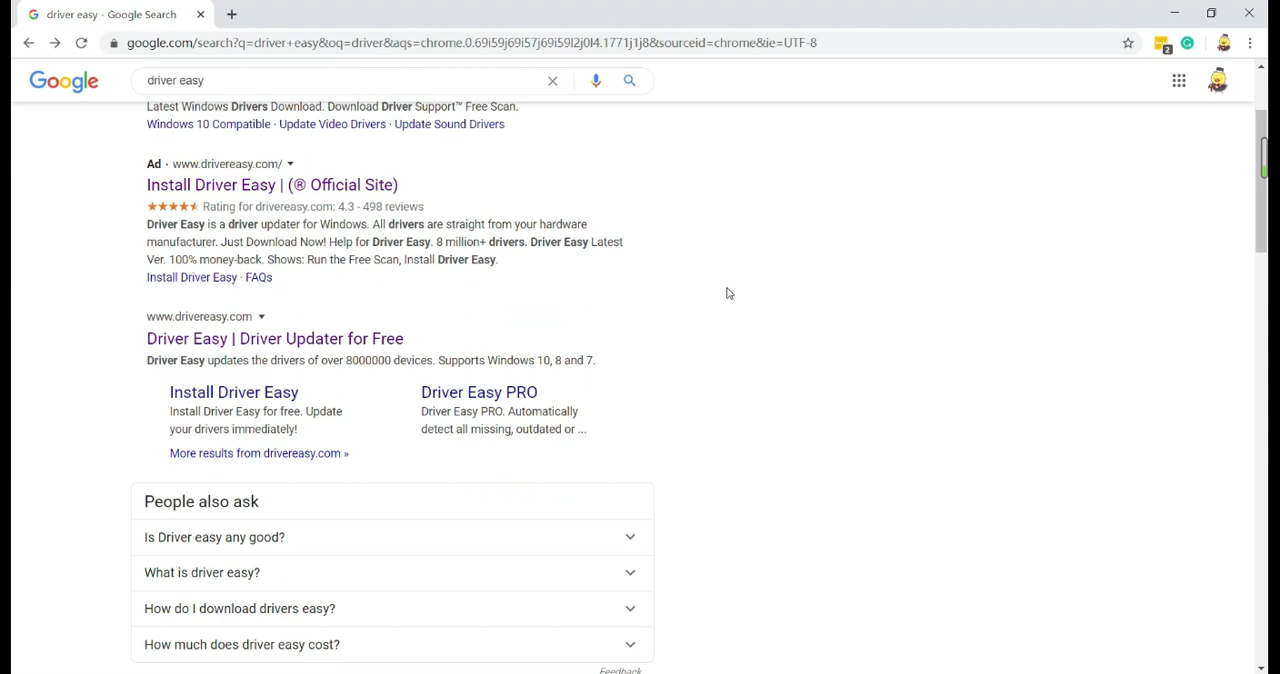 driver easy - Google Search
google.com/search?q=driver+easy&oq=driver&aqs=chrome.0.69i59j69i57j69i59l2j0l4.1771j1j8&sourceid=chrome&ie=UTF-8
2
Google
driver easy
Latest Windows Drivers Download. Download Driver Support™ Free Scan.
Windows 10 Compatible · Update Video Drivers · Update Sound Drivers
Ad · www.drivereasy.com/
Install Driver Easy | (® Official Site)
Rating for drivereasy.com: 4.3 - 498 reviews
Driver Easy is a driver updater for Windows. All drivers are straight from your hardware
manufacturer. Just Download Now! Help for Driver Easy. 8 million+ drivers. Driver Easy Latest
Ver. 100% money-back. Shows: Run the Free Scan, Install Driver Easy.
Install Driver Easy · FAQs
www.drivereasy.com
Driver Easy | Driver Updater for Free
Driver Easy updates the drivers of over 8000000 devices. Supports Windows 10, 8 and 7.
Install Driver Easy
Install Driver Easy for free. Update
your drivers immediately!
Driver Easy PRO
Driver Easy PRO. Automatically
detect all missing, outdated or ...
More results from drivereasy.com »
People also ask
Is Driver easy any good?
What is driver easy?
How do I download drivers easy?
How much does driver easy cost?
Feedback